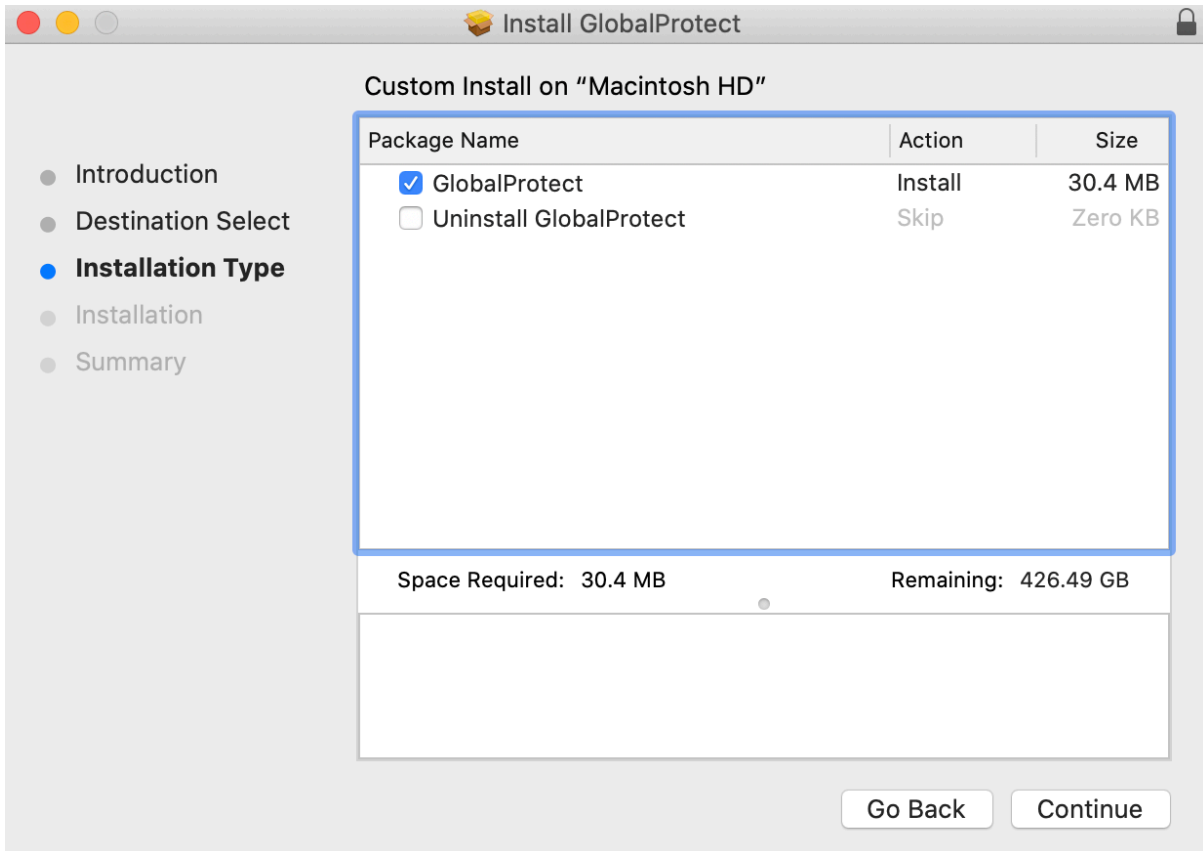 Install GlobalProtect
Custom Install on “Macintosh HD”
Introduction
Destination Select
Installation Type
Installation
Summary
Package Name Action Size
GlobalProtect Install 30.4 MB
Uninstall GlobalProtect Skip Zero KB
Space Required: 30.4 MB Remaining: 426.49 GB
Go Back Continue